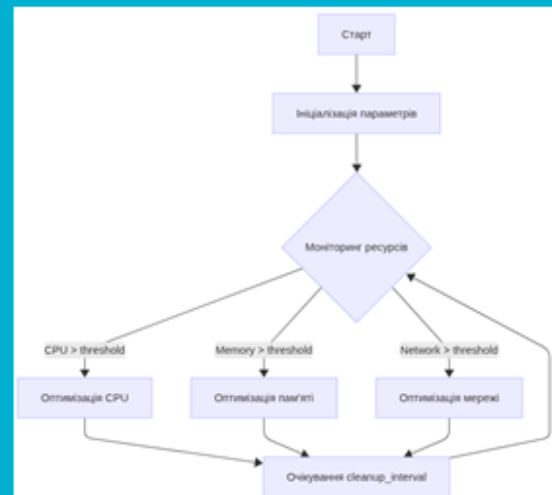 Старт
Ініціалізація параметрів
Моніторинг ресурсів
CPU > threshold
Memory > threshold
Network > threshold
Оптимізація CPU
Оптимізація пам'яті
Оптимізація мережі
Очікування cleanup_interval